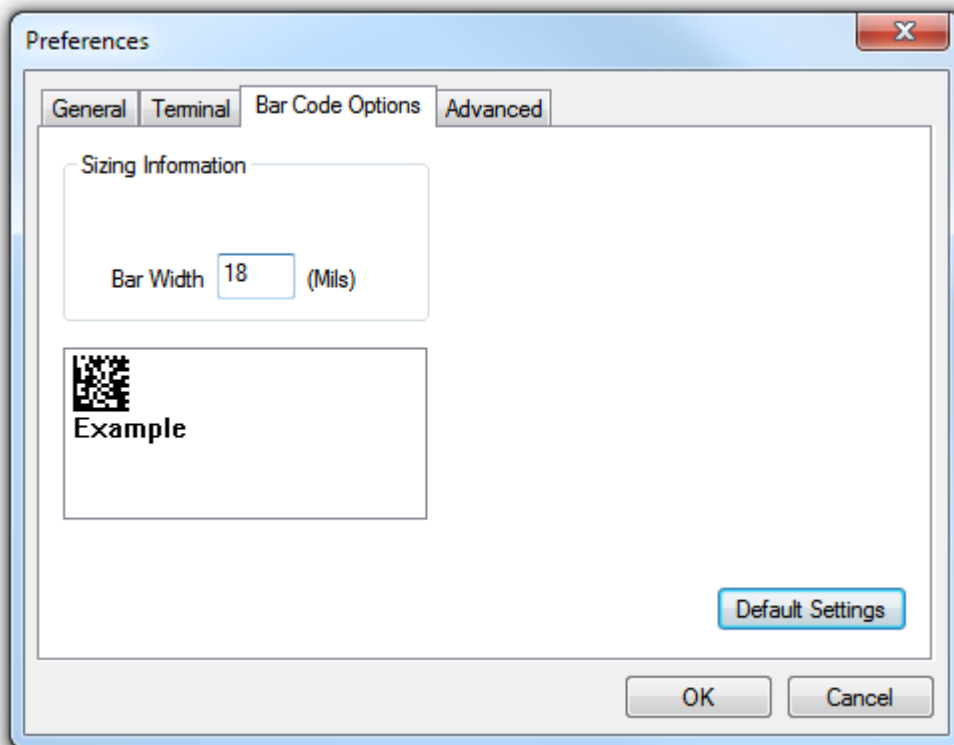 Preferences
General Terminal Bar Code Options Advanced
Sizing Information
Bar Width 18 (Mils)
Example
Default Settings
OK Cancel